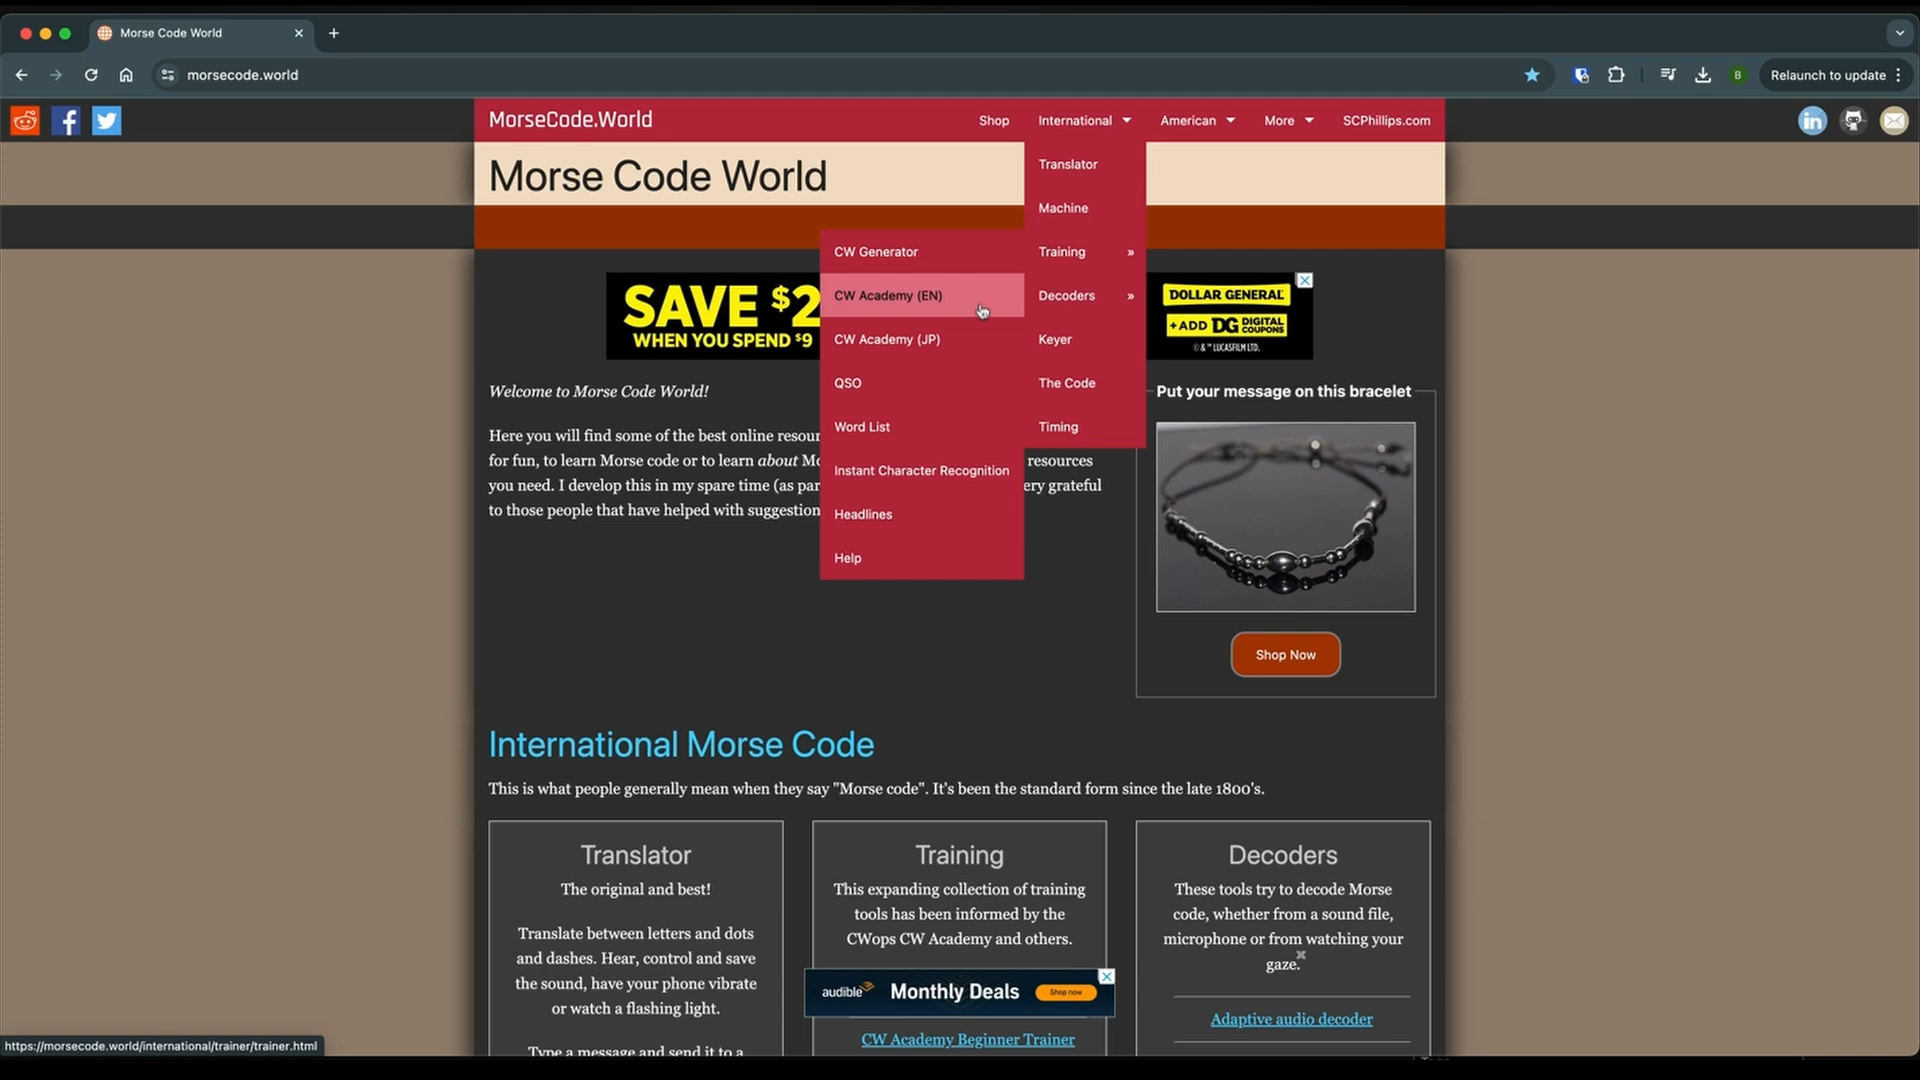 Morse Code World
morsecode.world
B
Relaunch to update
MorseCode.World
Shop
International
American
More
SCPhillips.com
Morse Code World
Translator
Machine
Training »
Decoders »
Keyer
The Code
Timing
CW Generator
CW Academy (EN)
CW Academy (JP)
QSO
Word List
Instant Character Recognition
Headlines
Help
SAVE $2
WHEN YOU SPEND $9
DOLLAR GENERAL
+ADD DG DIGITAL COUPONS
© & ™ LUCASFILM LTD.
Welcome to Morse Code World!
Here you will find some of the best online resour
for fun, to learn Morse code or to learn about Mo
resources
you need. I develop this in my spare time (as par
ery grateful
to those people that have helped with suggestion
Put your message on this bracelet
Shop Now
International Morse Code
This is what people generally mean when they say "Morse code". It's been the standard form since the late 1800's.
Translator
The original and best!
Translate between letters and dots
and dashes. Hear, control and save
the sound, have your phone vibrate
or watch a flashing light.
Type a message and send it to a
Training
This expanding collection of training
tools has been informed by the
CWops CW Academy and others.
audible
Monthly Deals
Shop now
CW Academy Beginner Trainer
Decoders
These tools try to decode Morse
code, whether from a sound file,
microphone or from watching your
gaze.
Adaptive audio decoder
https://morsecode.world/international/trainer/trainer.html